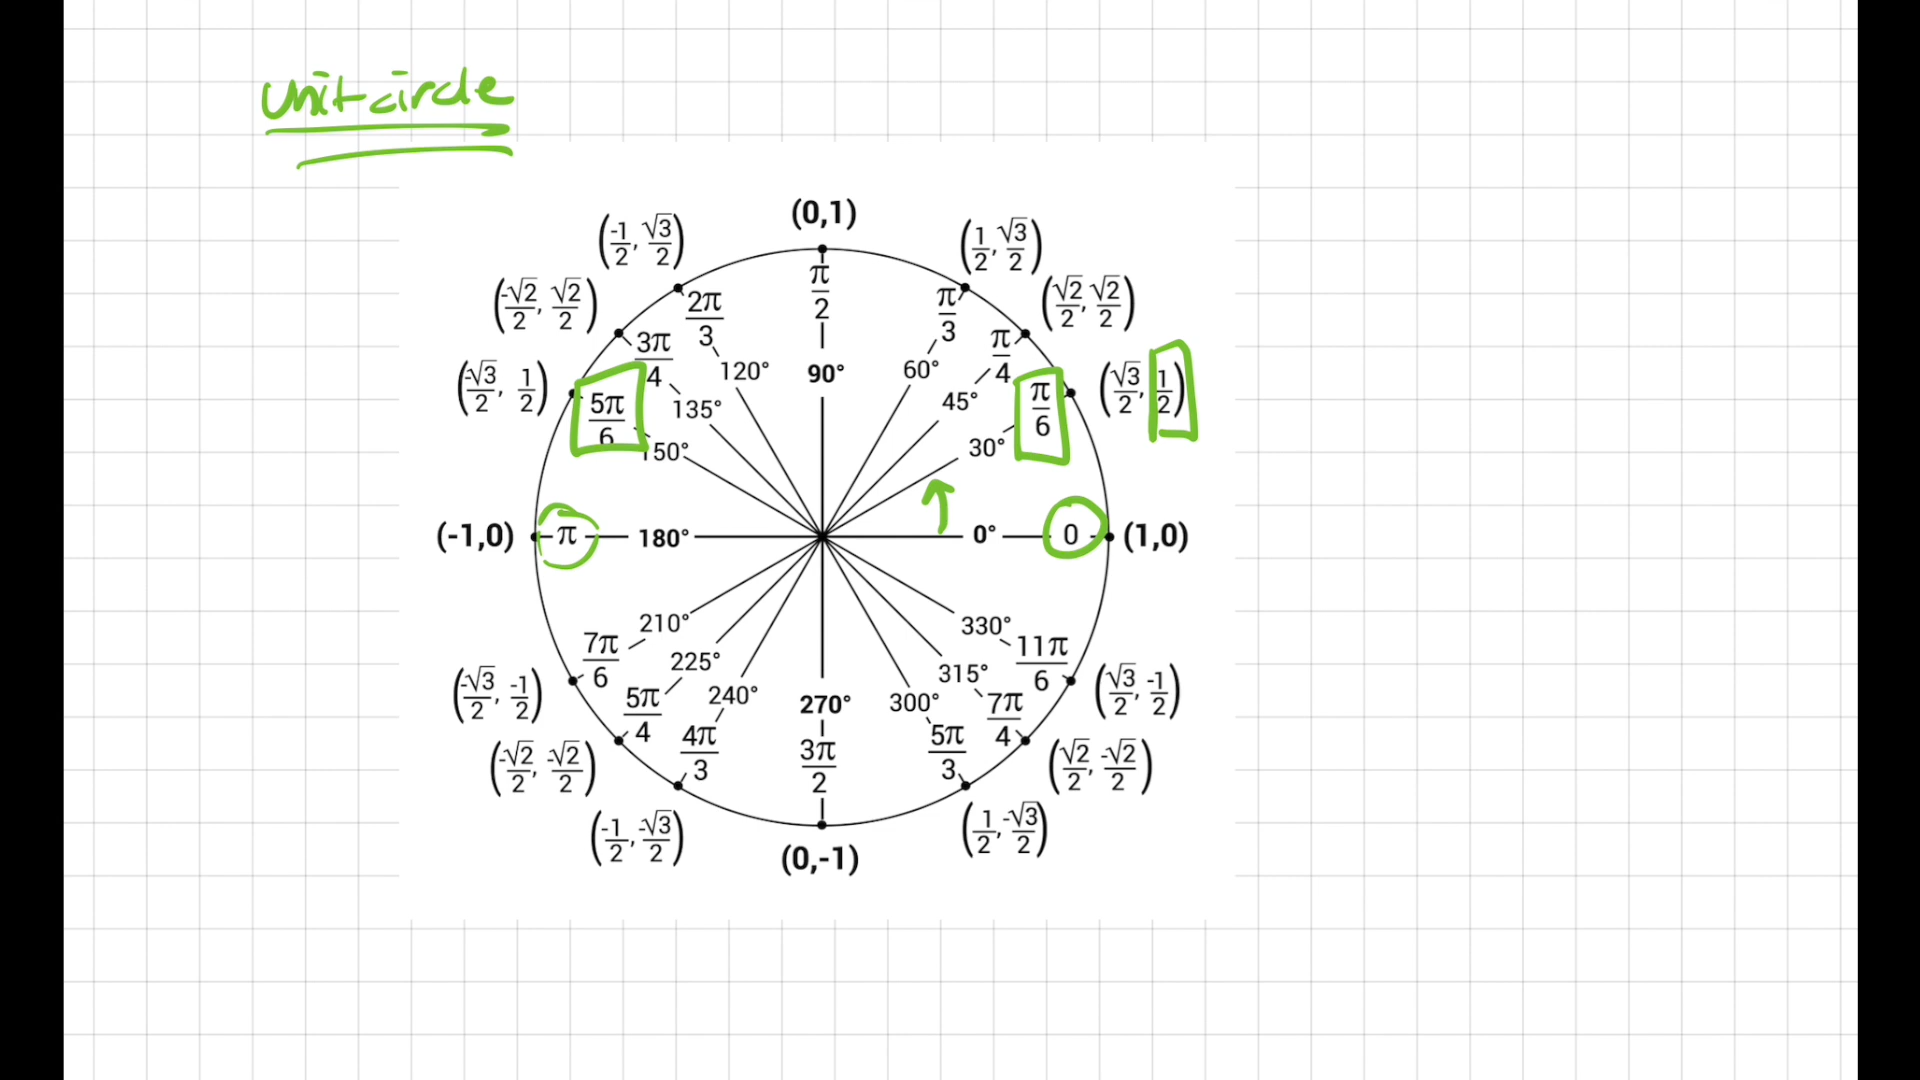 unit circle
(0,1)
(-1/2, √3/2)
(1/2, √3/2)
(-√2/2, √2/2)
(√2/2, √2/2)
(-√3/2, 1/2)
(√3/2, 1/2)
π/2
2π/3
π/3
3π/4
π/4
5π/6
π/6
120°
90°
60°
135°
45°
150°
30°
(-1,0) π 180° 0° 0 (1,0)
210°
330°
7π/6
11π/6
225°
315°
5π/4
7π/4
240°
270°
300°
4π/3
3π/2
5π/3
(-√3/2, -1/2)
(√3/2, -1/2)
(-√2/2, -√2/2)
(√2/2, -√2/2)
(-1/2, -√3/2)
(1/2, -√3/2)
(0,-1)